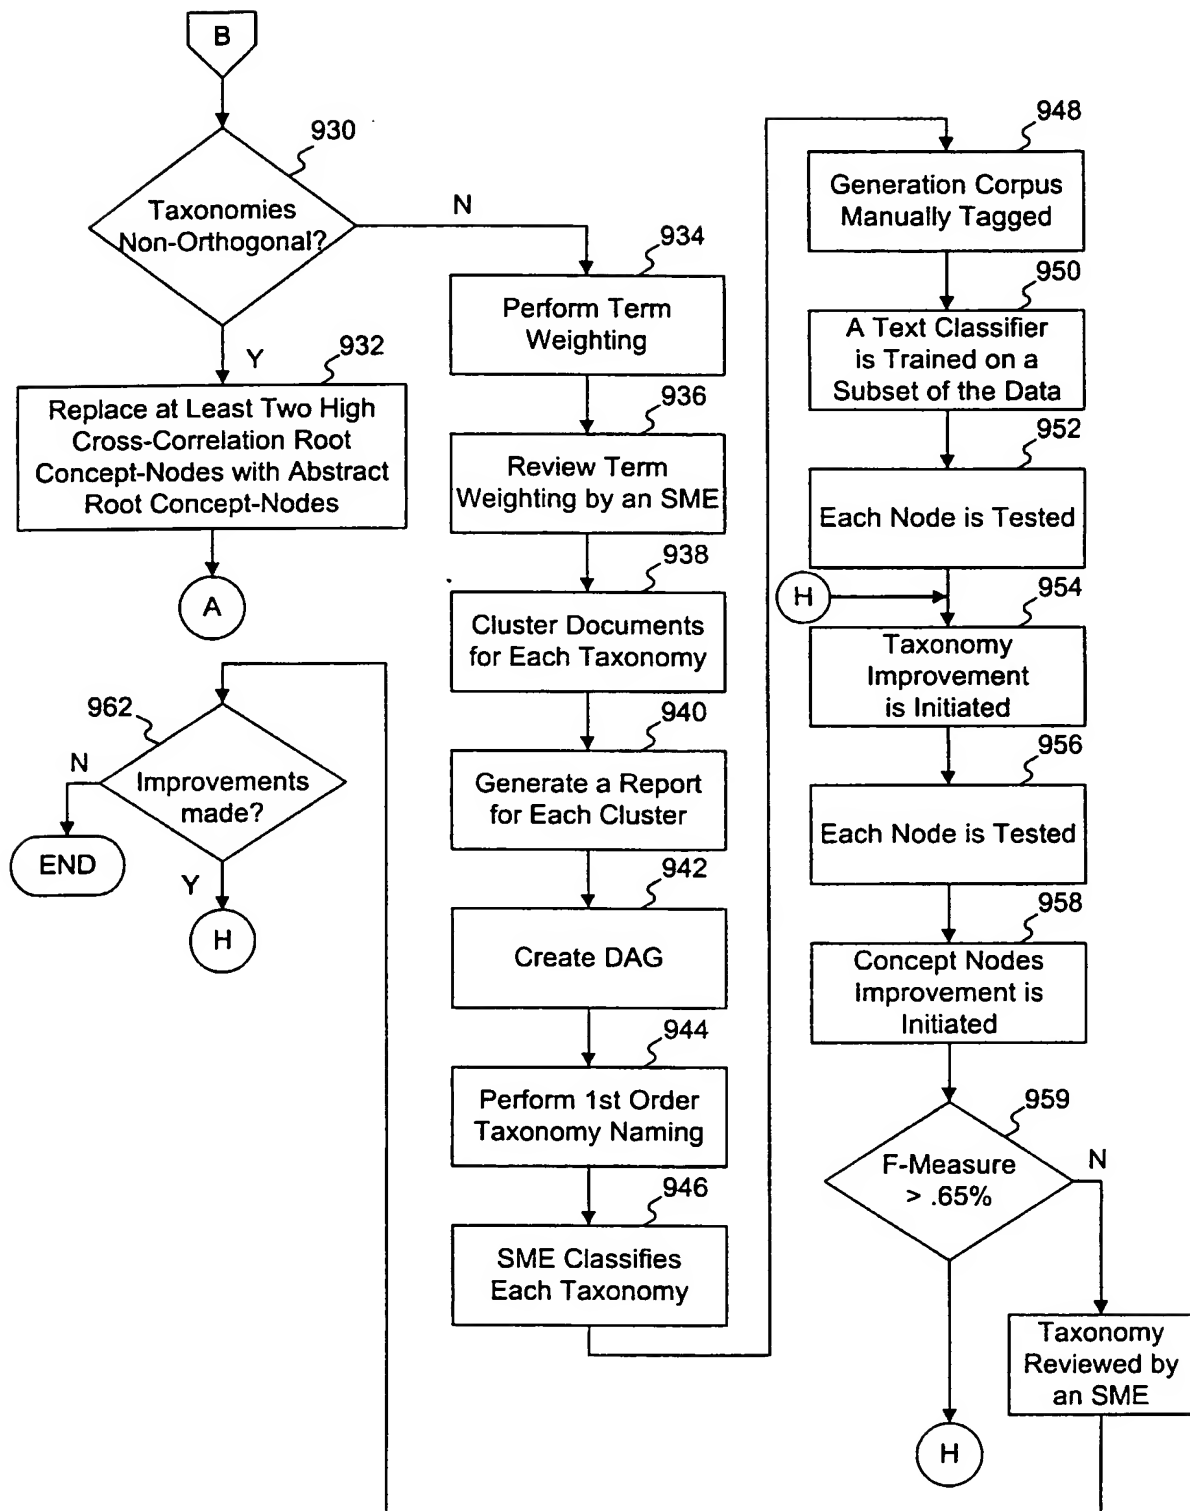 B
930
Taxonomies
Non-Orthogonal?
N
Y
932
Replace at Least Two High
Cross-Correlation Root
Concept-Nodes with Abstract
Root Concept-Nodes
A
962
N
Improvements
made?
END
Y
H
934
Perform Term
Weighting
936
Review Term
Weighting by an SME
938
Cluster Documents
for Each Taxonomy
940
Generate a Report
for Each Cluster
942
Create DAG
944
Perform 1st Order
Taxonomy Naming
946
SME Classifies
Each Taxonomy
948
Generation Corpus
Manually Tagged
950
A Text Classifier
is Trained on a
Subset of the Data
952
Each Node is Tested
H
954
Taxonomy
Improvement
is Initiated
956
Each Node is Tested
958
Concept Nodes
Improvement is
Initiated
959
F-Measure
> .65%
N
Taxonomy
Reviewed by
an SME
H